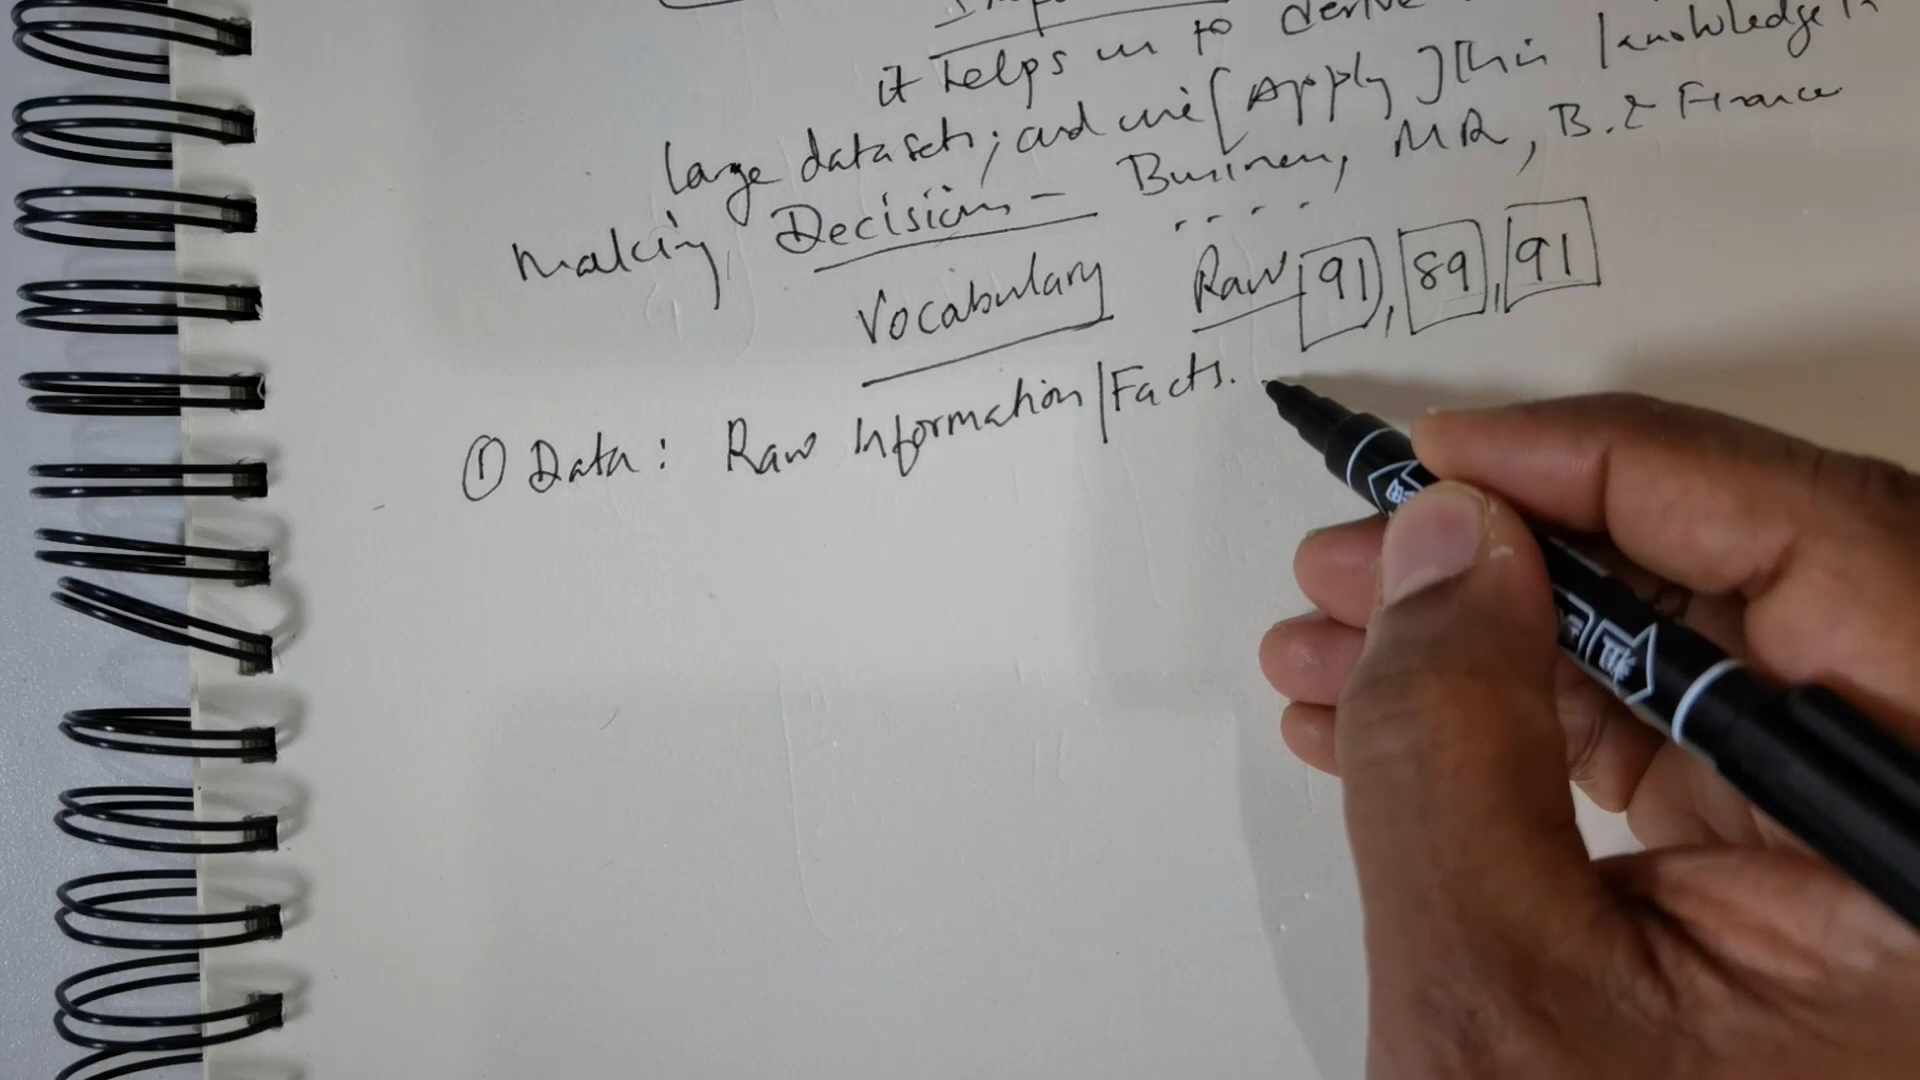 it helps us to derive
large datasets; and use [Apply] this knowledge in
making Decisions - Business, MR, B. & Finance
....
Vocabulary Raw 91, 89, 91
① Data: Raw Information/Facts.